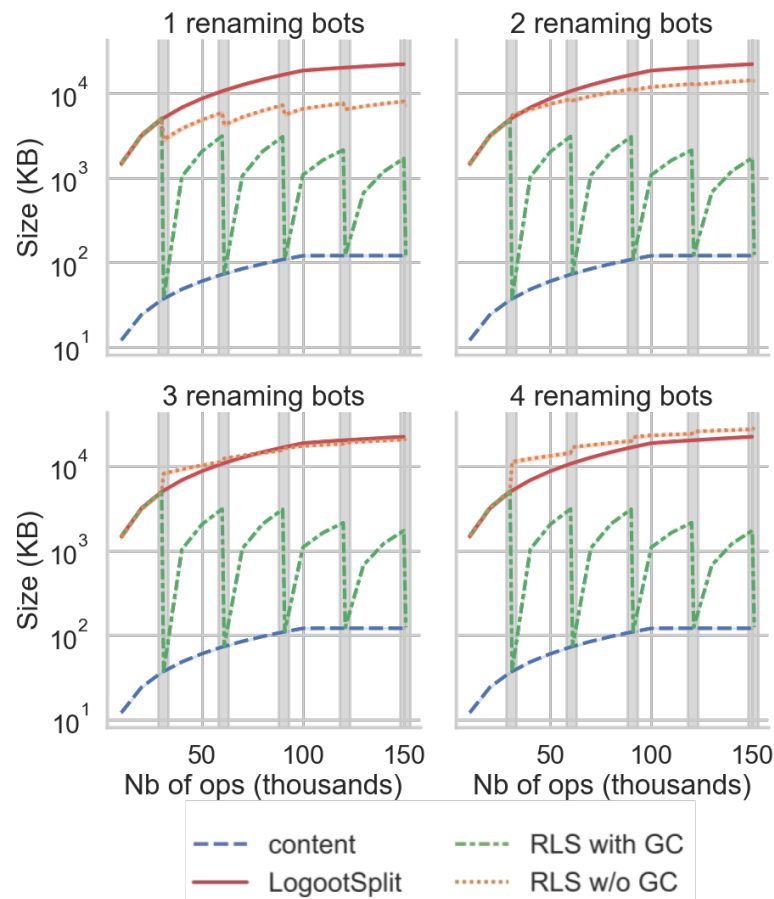 1 renaming bots
2 renaming bots
Size (KB)
10^4
10^3
10^2
10^1
3 renaming bots
4 renaming bots
Size (KB)
10^4
10^3
10^2
10^1
50 100 150
50 100 150
Nb of ops (thousands)
Nb of ops (thousands)
content
RLS with GC
LogootSplit
RLS w/o GC